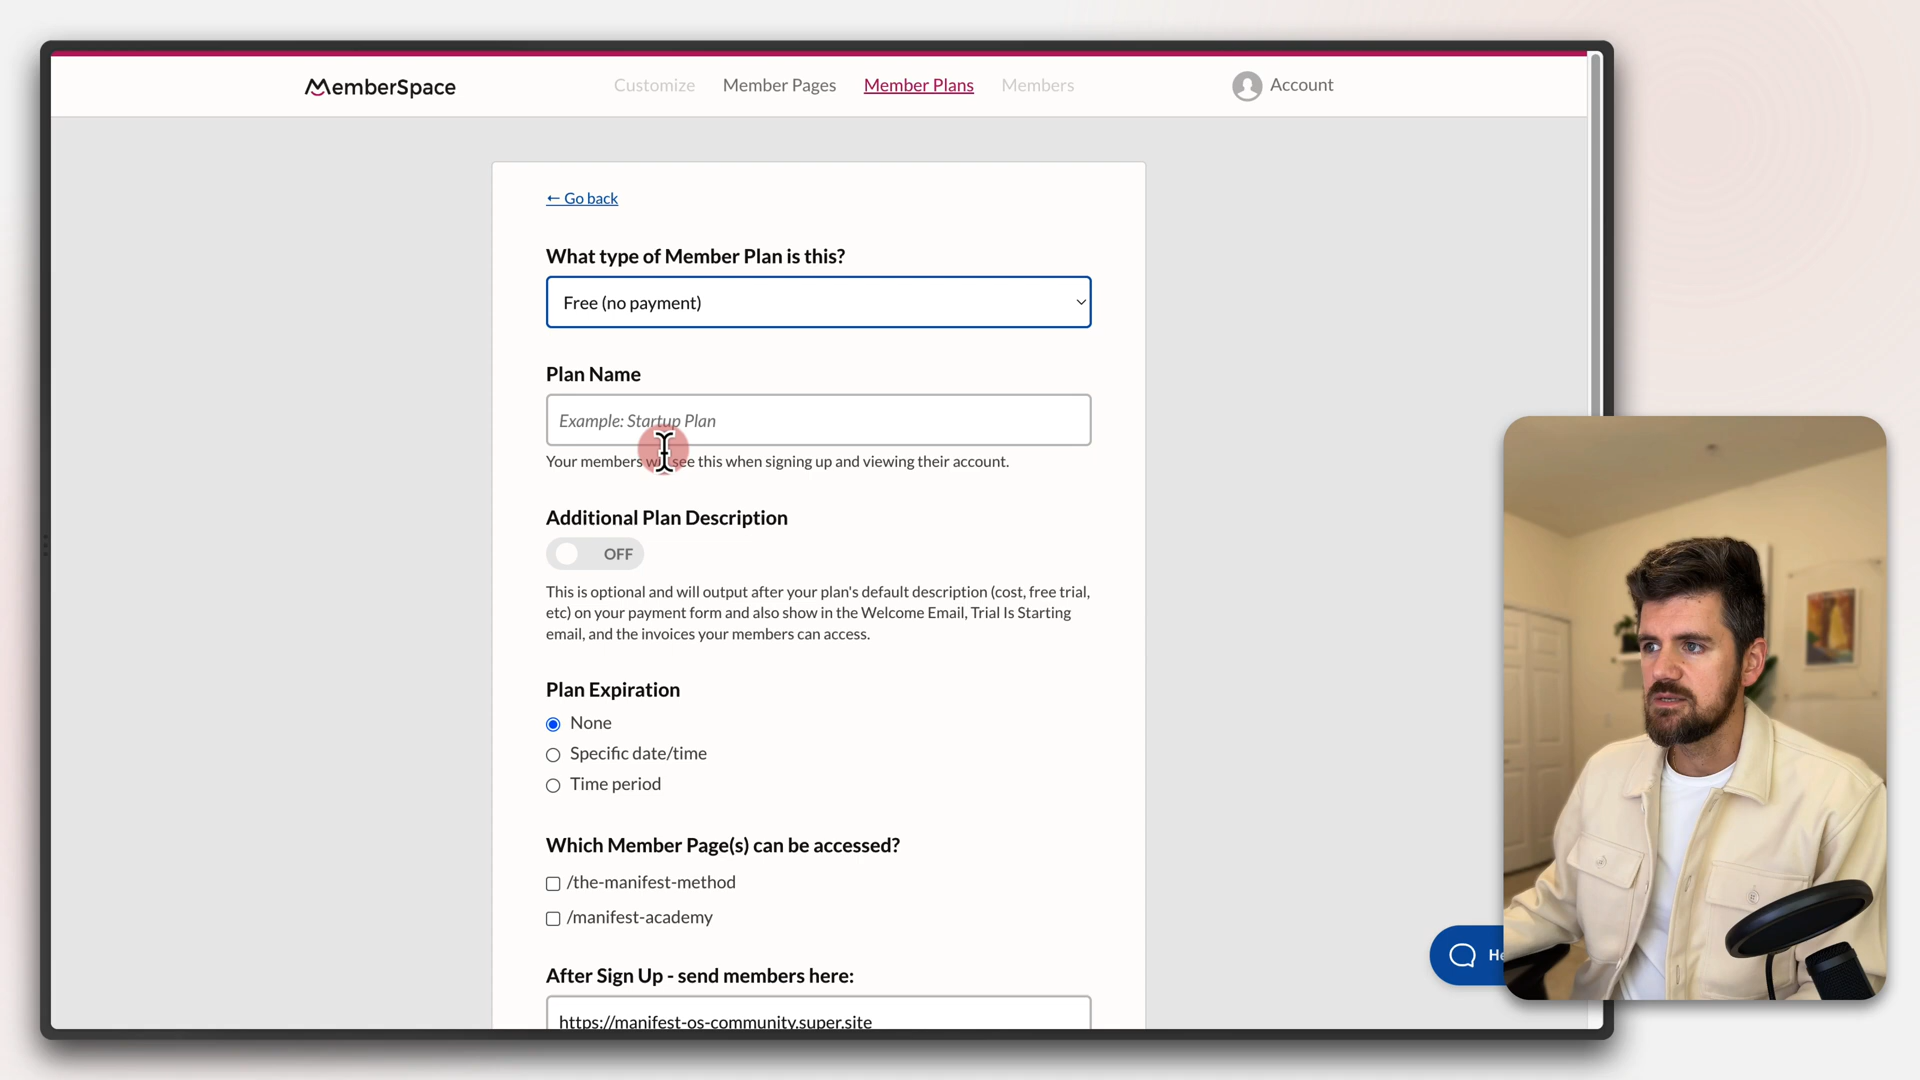 MemberSpace
Customize
Member Pages
Member Plans
Members
Account
← Go back
What type of Member Plan is this?
Free (no payment)
Plan Name
Example: Startup Plan
Your members will see this when signing up and viewing their account.
Additional Plan Description
OFF
This is optional and will output after your plan's default description (cost, free trial,
etc) on your payment form and also show in the Welcome Email, Trial Is Starting
email, and the invoices your members can access.
Plan Expiration
None
Specific date/time
Time period
Which Member Page(s) can be accessed?
/the-manifest-method
/manifest-academy
After Sign Up - send members here:
https://manifest-os-community.super.site